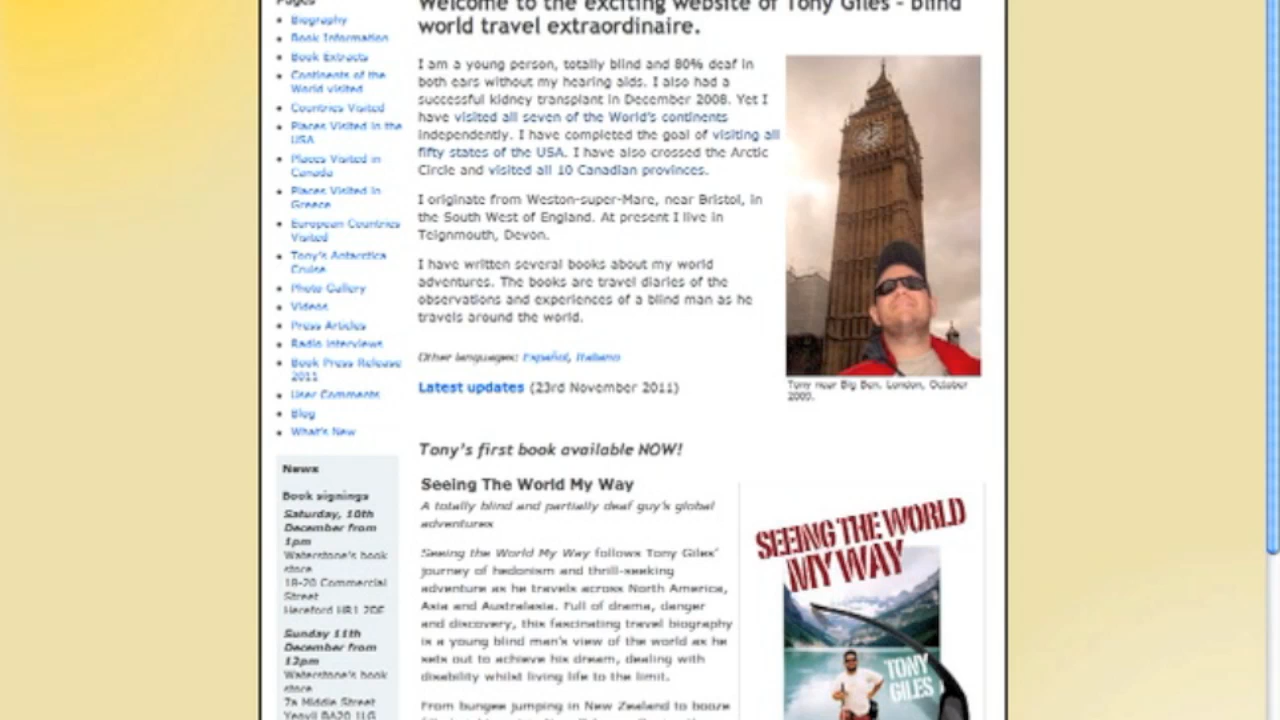 Pages
Biography
Book Information
Book Extracts
Continents of the
World visited
Countries Visited
Places Visited in the
USA
Places Visited in
Canada
Places Visited in
Greece
European Countries
Visited
Tony's Antarctica
Cruise
Photo Gallery
Videos
Press Articles
Radio Interviews
Book Press Release
2011
User Comments
Blog
What's New
News
Book signings
Saturday, 10th
December from
1pm
Waterstone's book
store
18-20 Commercial
Street
Hereford HR1 2DE
Sunday 11th
December from
12pm
Waterstone's book
store
7a Middle Street
Yeovil BA20 1LG
Welcome to the exciting website of Tony Giles - blind
world travel extraordinaire.
I am a young person, totally blind and 80% deaf in
both ears without my hearing aids. I also had a
successful kidney transplant in December 2008. Yet I
have visited all seven of the World's continents
independently. I have completed the goal of visiting all
fifty states of the USA. I have also crossed the Arctic
Circle and visited all 10 Canadian provinces.
I originate from Weston-super-Mare, near Bristol, in
the South West of England. At present I live in
Teignmouth, Devon.
I have written several books about my world
adventures. The books are travel diaries of the
observations and experiences of a blind man as he
travels around the world.
Other languages: Español, Italiano
Latest updates (23rd November 2011)
Tony near Big Ben, London, October
2009.
Tony's first book available NOW!
Seeing The World My Way
A totally blind and partially deaf guy's global
adventures
Seeing the World My Way follows Tony Giles'
journey of hedonism and thrill-seeking
adventure as he travels across North America,
Asia and Australasia. Full of drama, danger
and discovery, this fascinating travel biography
is a young blind man's view of the world as he
sets out to achieve his dream, dealing with
disability whilst living life to the limit.
From bungee jumping in New Zealand to booze
SEEING THE WORLD
MY WAY
TONY
GILES